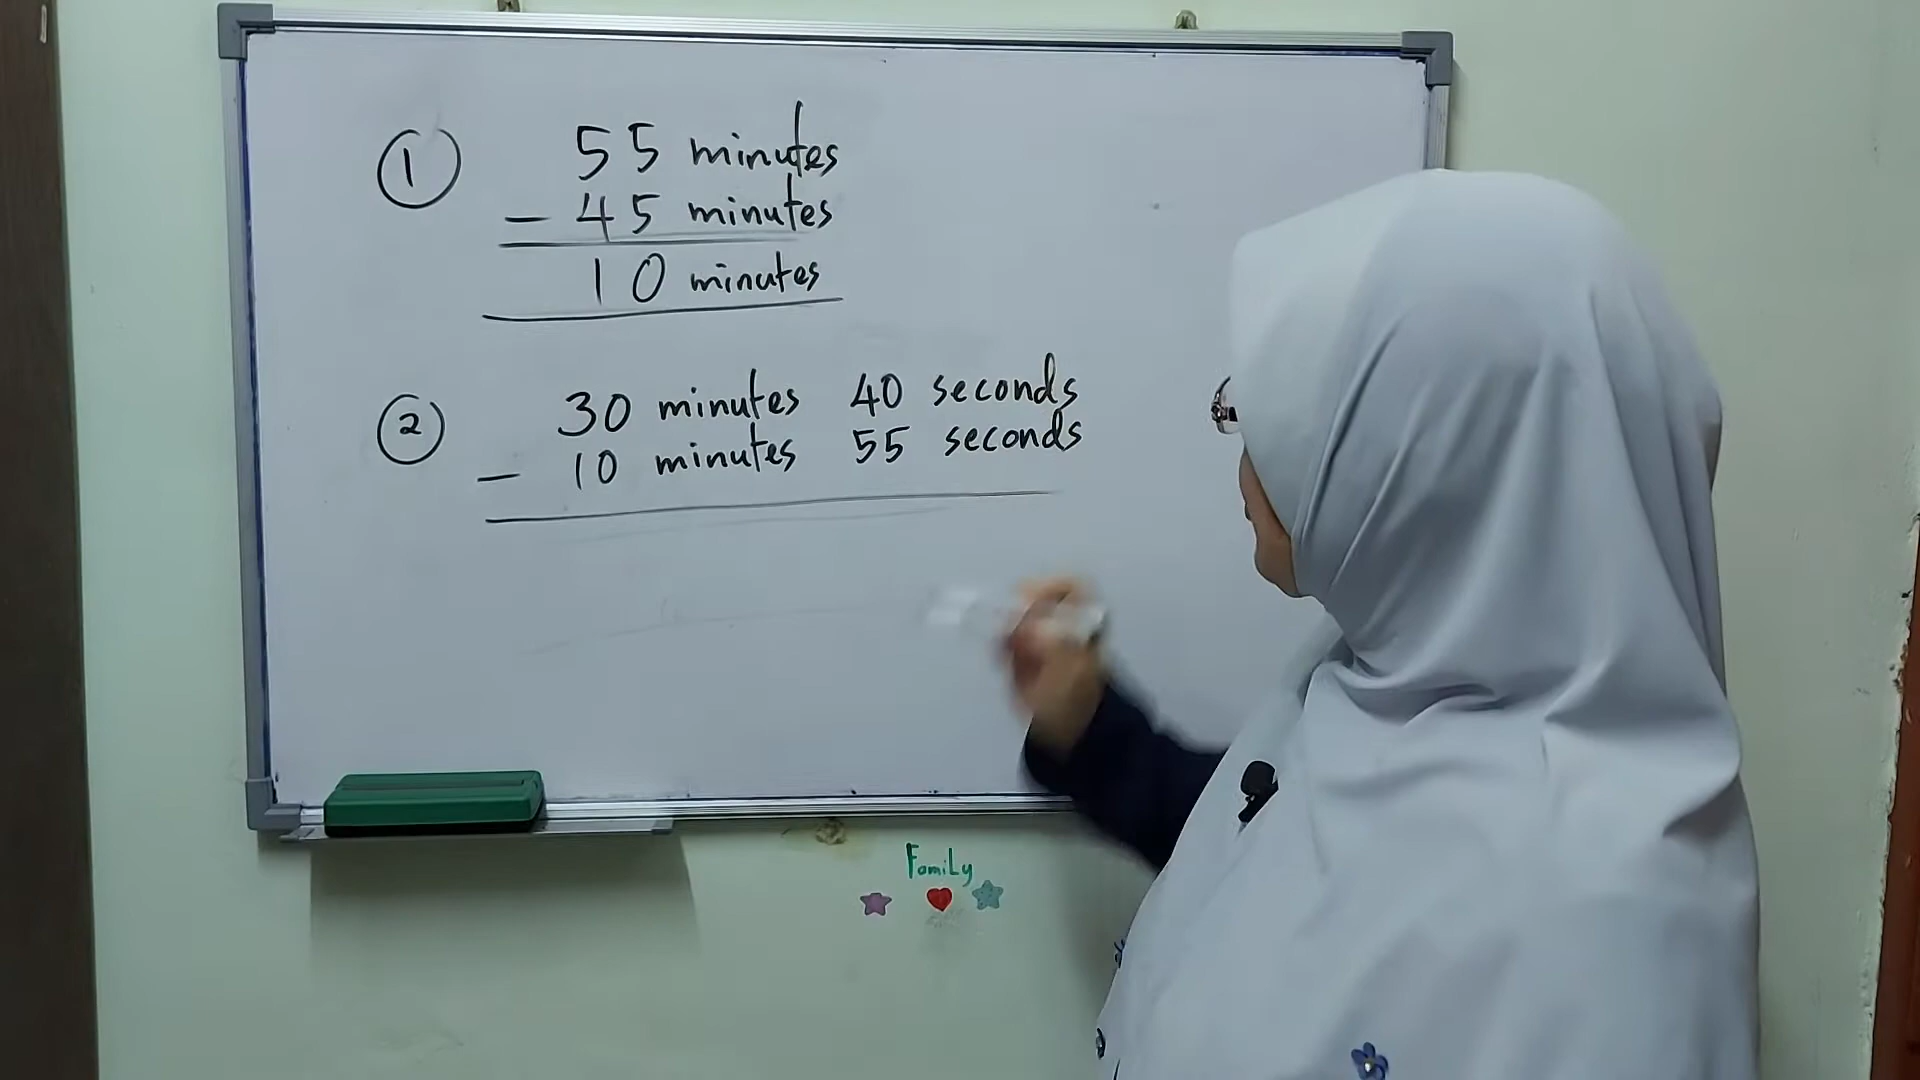 ① 55 minutes
- 45 minutes
10 minutes
② 30 minutes 40 seconds
- 10 minutes 55 seconds
FamiLy